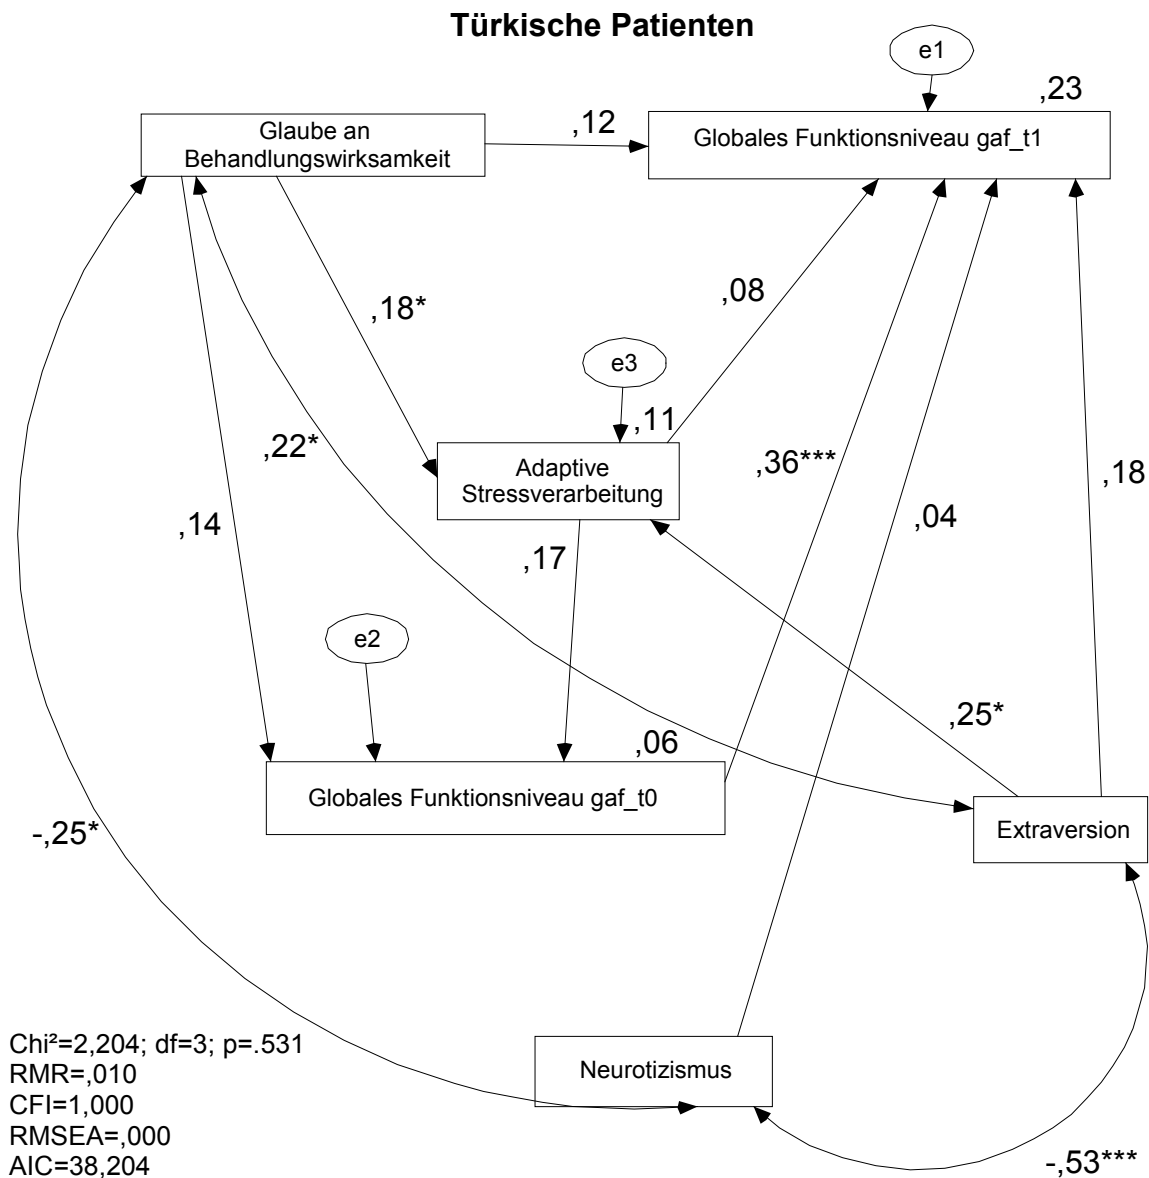 Türkische Patienten
e1
,23
Glaube an
Behandlungswirksamkeit
,12
Globales Funktionsniveau gaf_t1
,18*
,08
e3
,11
,22*
Adaptive
Stressverarbeitung
,36***
,18
,14
,17
,04
e2
,06
,25*
Globales Funktionsniveau gaf_t0
-,25*
Extraversion
Chi²=2,204; df=3; p=.531
RMR=,010
CFI=1,000
RMSEA=,000
AIC=38,204
Neurotizismus
-,53***